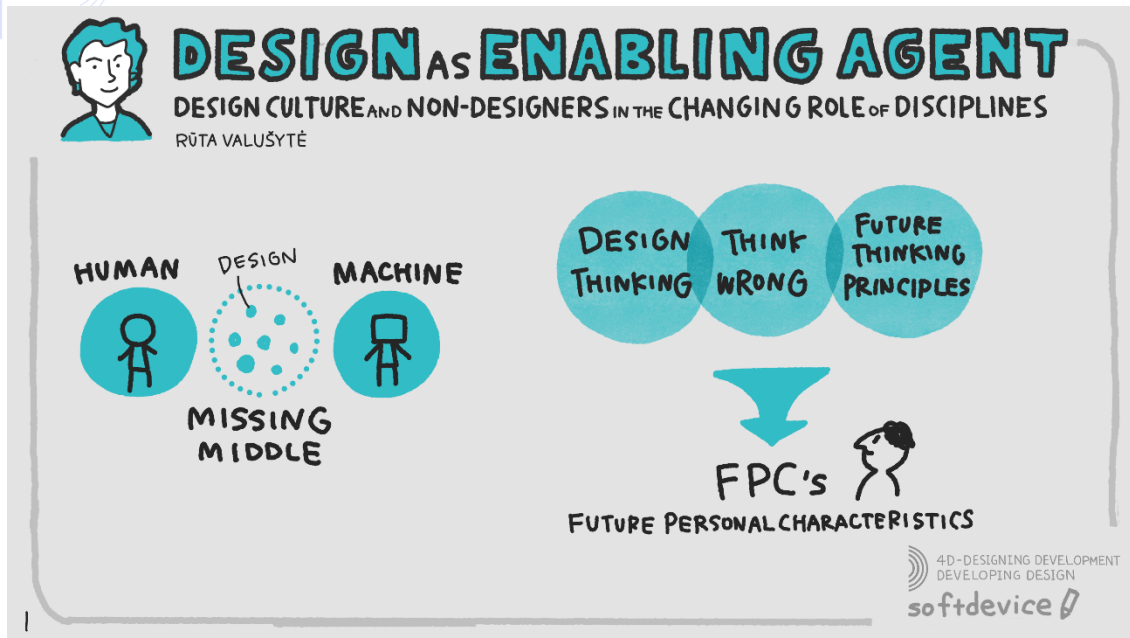 DESIGN AS ENABLING AGENT
DESIGN CULTURE AND NON-DESIGNERS IN THE CHANGING ROLE OF DISCIPLINES
RŪTA VALUŠYTĖ
HUMAN
DESIGN
MACHINE
MISSING
MIDDLE
DESIGN
THINKING
THINK
WRONG
FUTURE
THINKING
PRINCIPLES
FPC's
FUTURE PERSONAL CHARACTERISTICS
4D-DESIGNING DEVELOPMENT
DEVELOPING DESIGN
softdevice
1